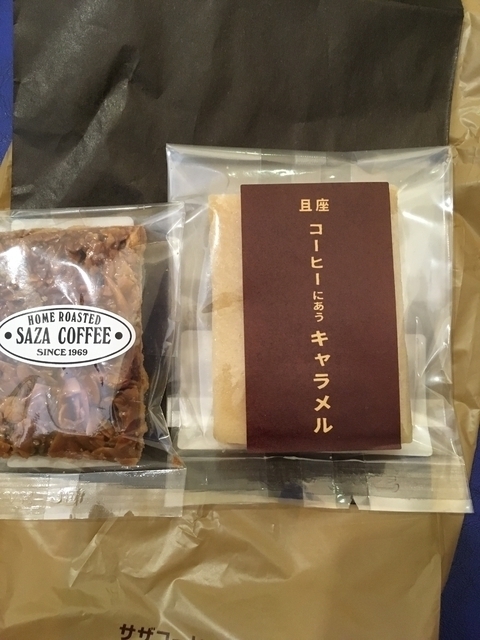 HOME ROASTED
SAZA COFFEE
SINCE 1969
且座
コーヒーにあうキャラメル
サザコー